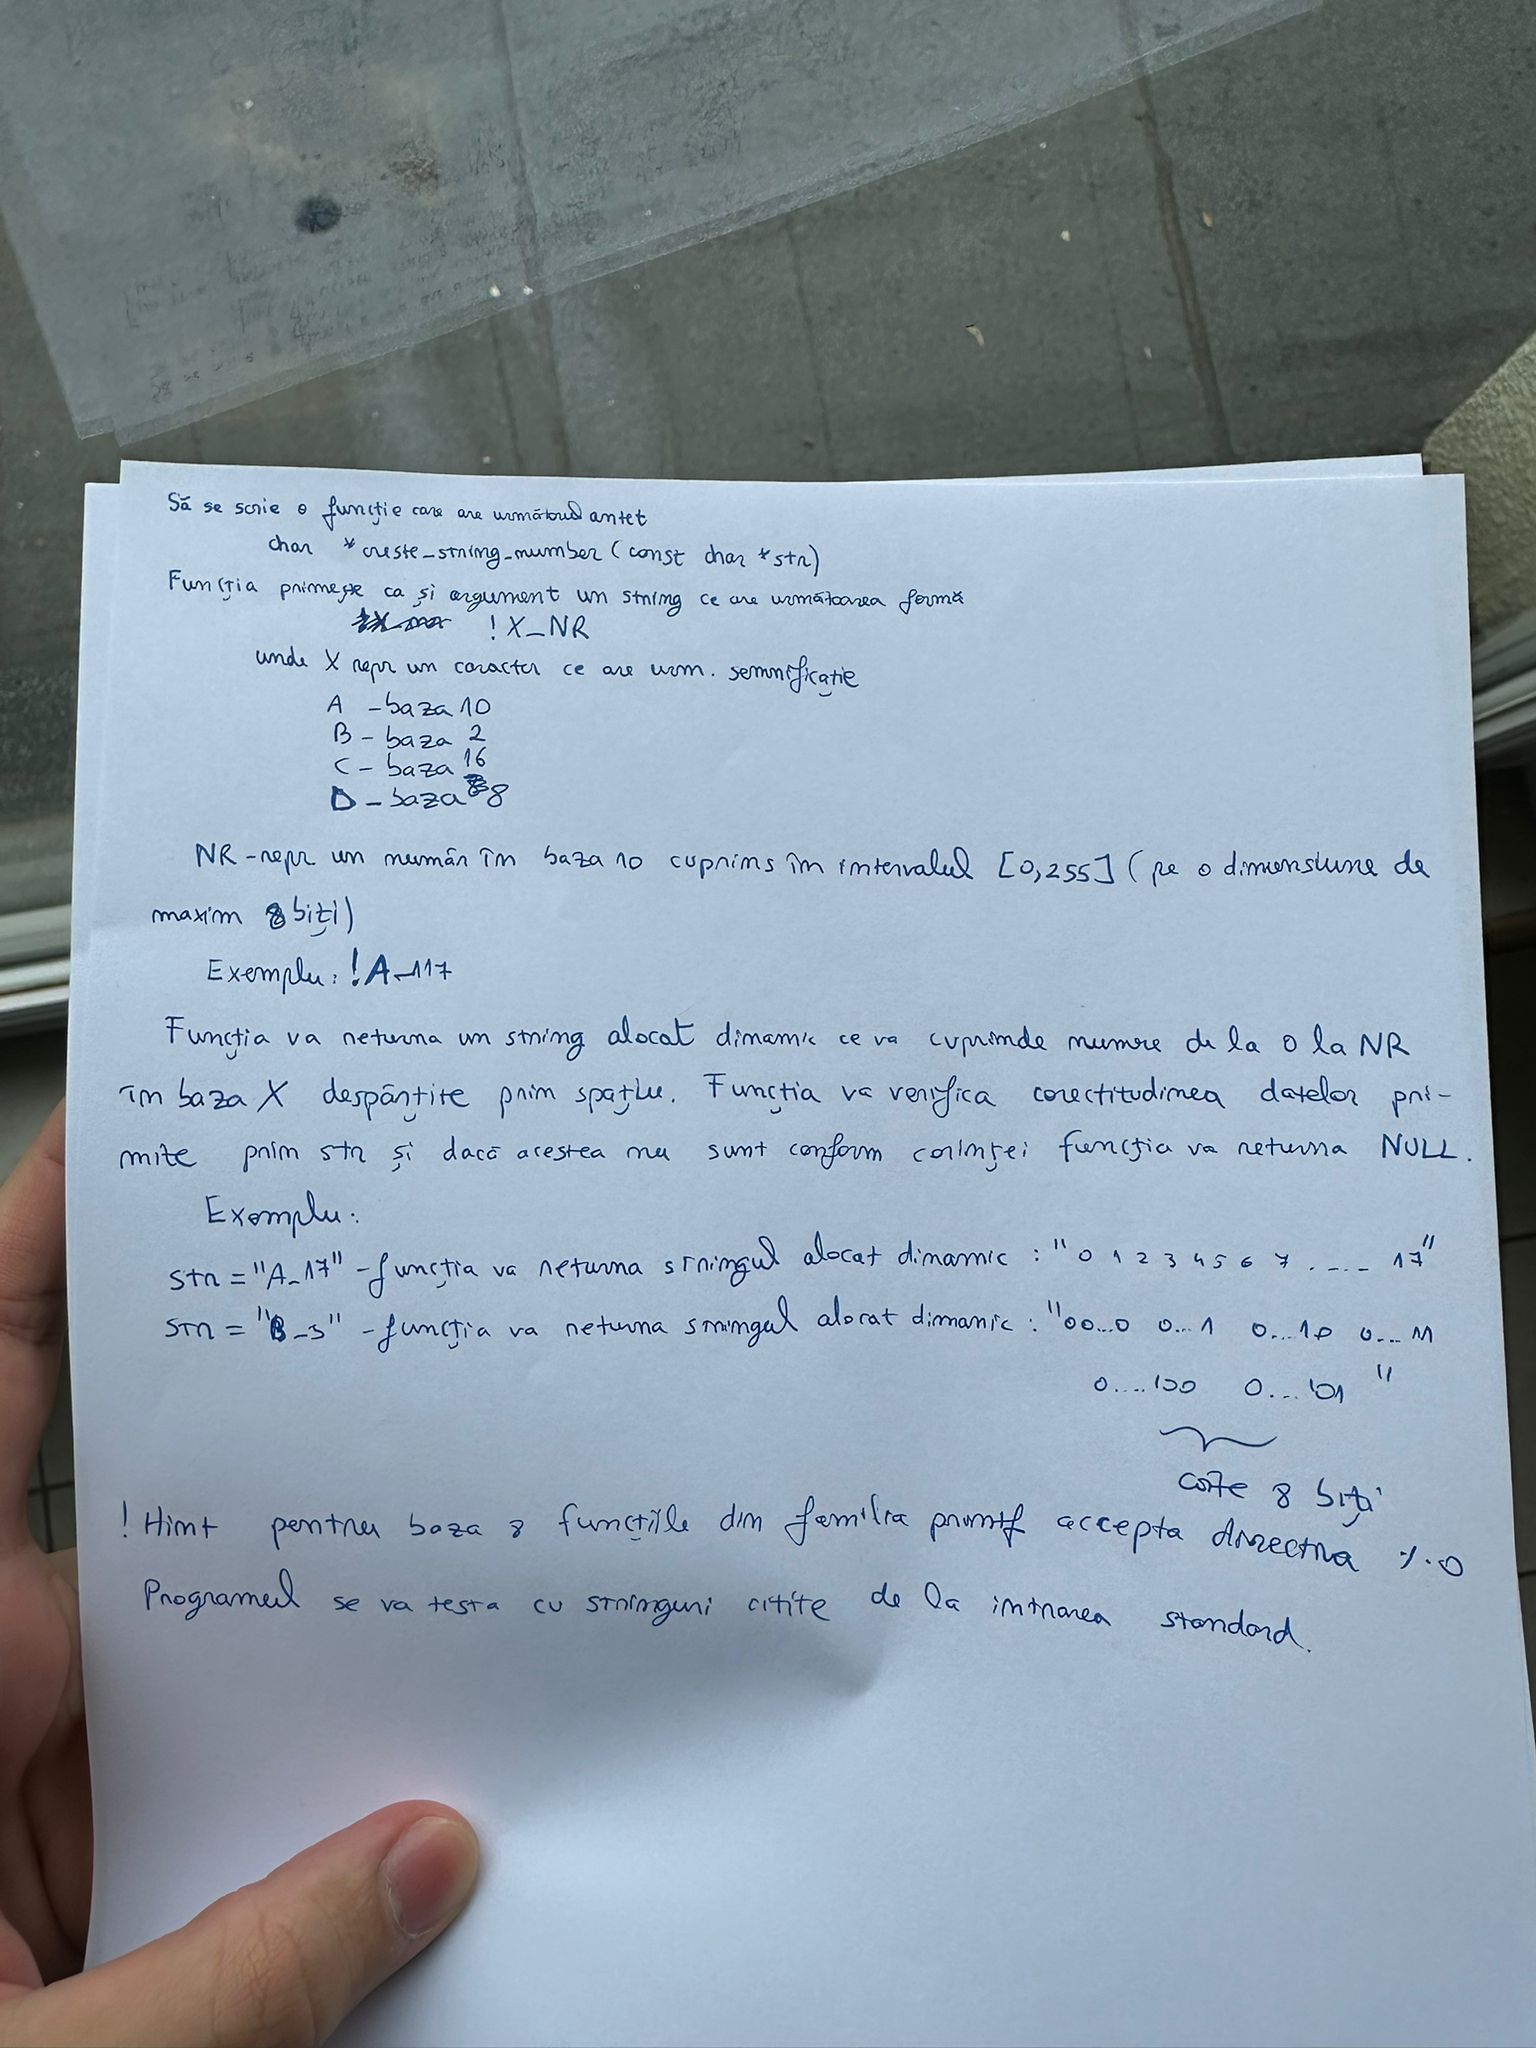 Să se scrie o funcție care are următorul antet
char *creste_string_number (const char *str)
Funcția primește ca și argument un string ce are următoarea formă
!X_NR
unde X repr un caracter ce are urm. semnificație
A - baza 10
B - baza 2
C - baza 16
D - baza 8
NR - repr un număr în baza 10 cuprins în intervalul [0,255] (pe o dimensiune de
maxim 8 biți)
Exemplu: !A_117
Funcția va returna un string alocat dinamic ce va cuprinde numere de la 0 la NR
în baza X despărțite prin spațiu. Funcția va verifica corectitudinea datelor pri-
mite prin str și dacă acestea nu sunt conform cerinței funcția va returna NULL.
Exemplu:
str = "A_17" - funcția va returna stringul alocat dinamic : "0 1 2 3 4 5 6 7 .... 17"
str = "B_5" - funcția va returna stringul alocat dinamic : "00...0 0...1 0...10 0...11
0....100 0...101"
câte 8 biți
! Hint pentru baza 8 funcțiile din familia printf accepta directiva %o
Programul se va testa cu stringuri citite de la intrarea standard.